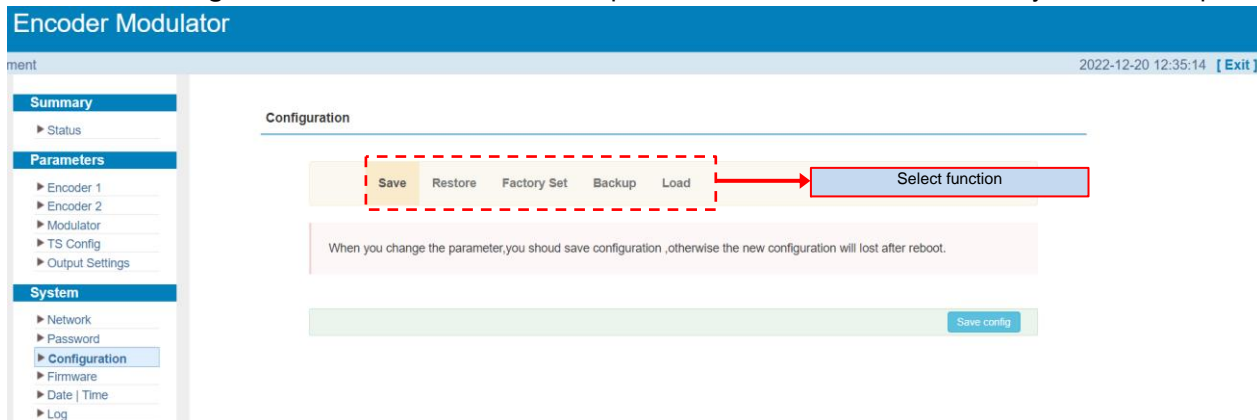 Encoder Modulator
ment
2022-12-20 12:35:14 [ Exit ]
Summary
Status
Parameters
Encoder 1
Encoder 2
Modulator
TS Config
Output Settings
System
Network
Password
Configuration
Firmware
Date | Time
Log
Configuration
Save Restore Factory Set Backup Load
Select function
When you change the parameter,you shoud save configuration ,otherwise the new configuration will lost after reboot.
Save config